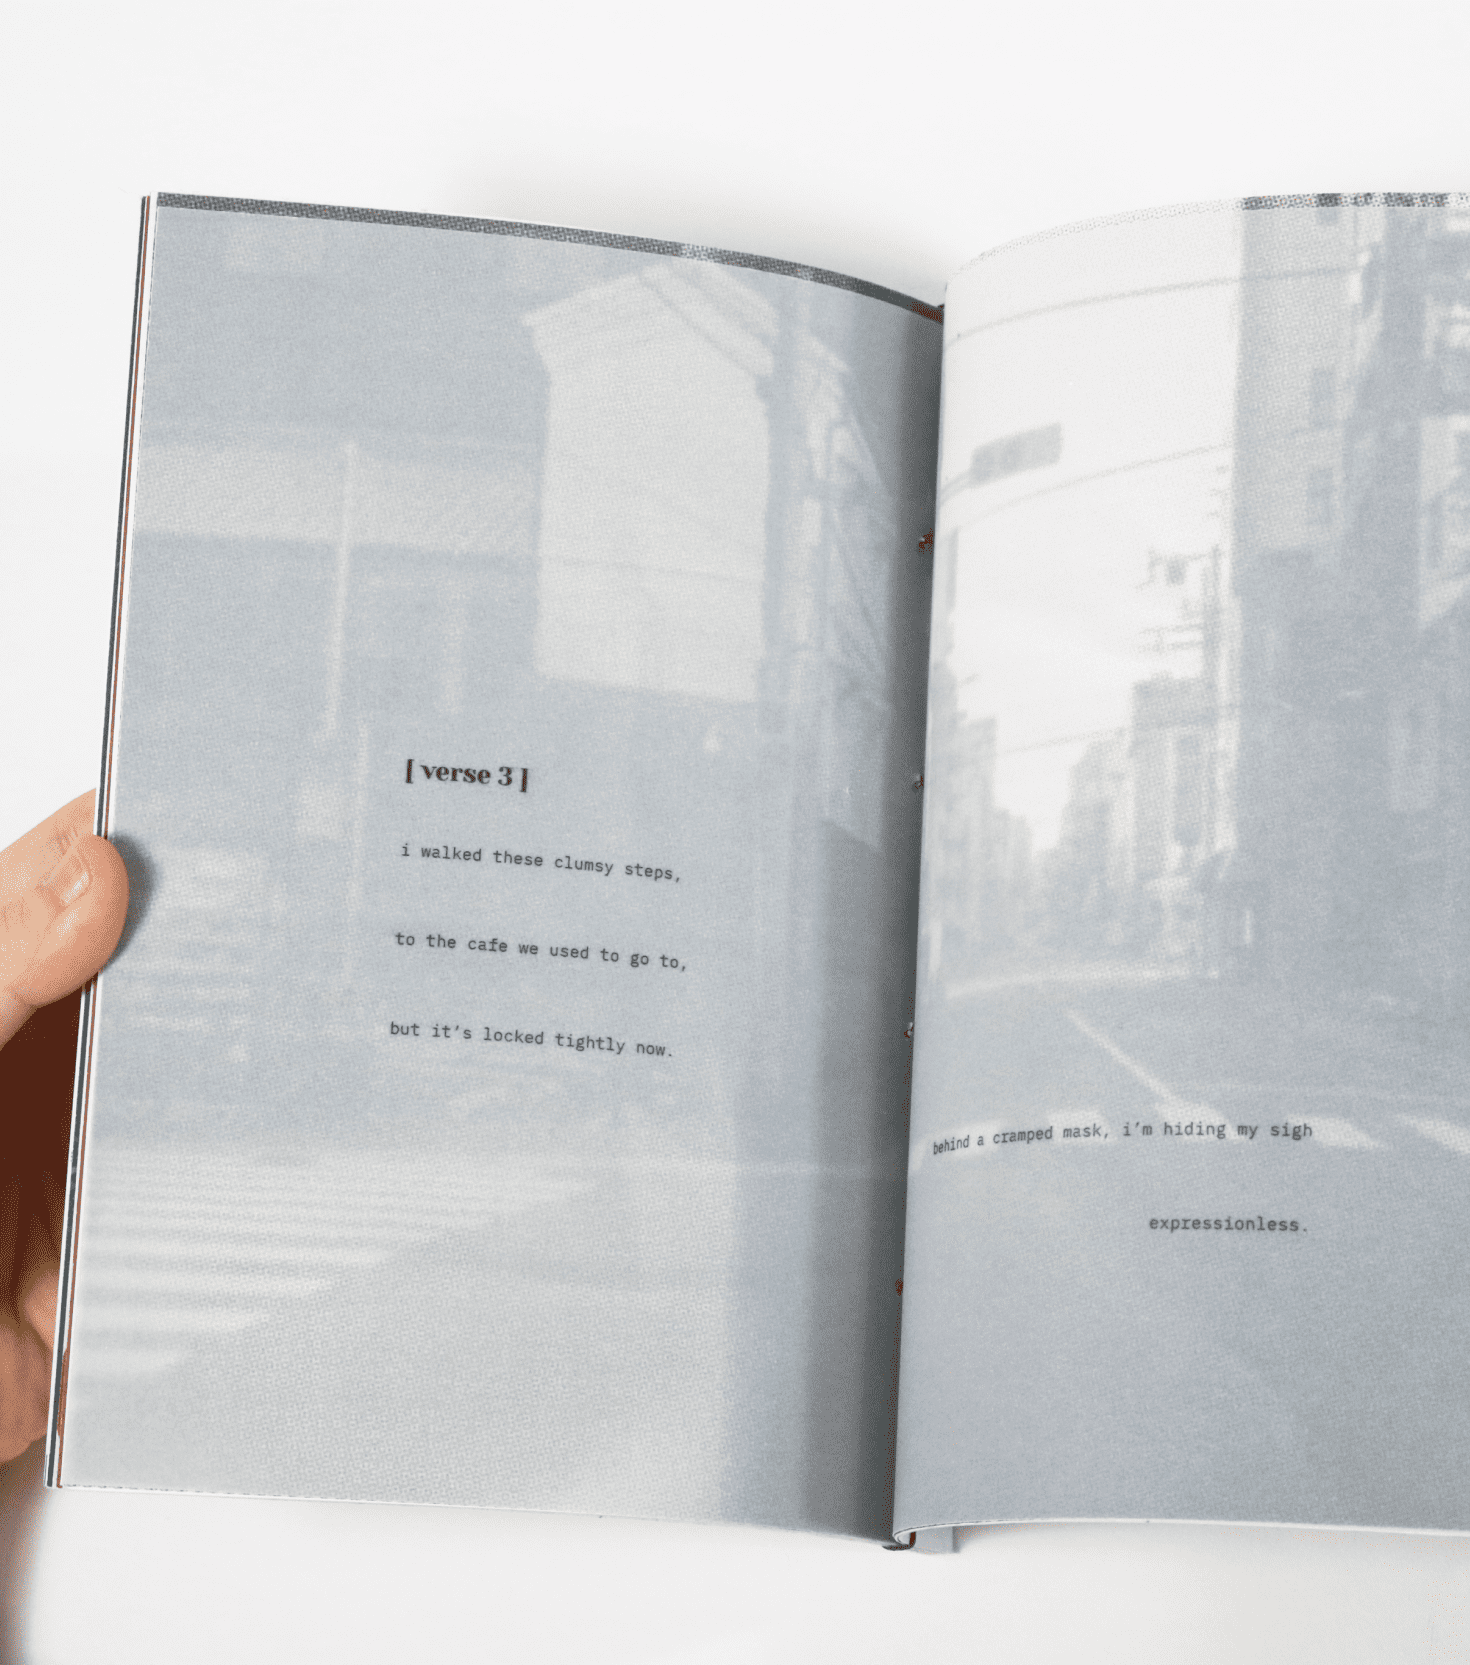 [ verse 3 ]
i walked these clumsy steps,
to the cafe we used to go to,
but it’s locked tightly now.
behind a cramped mask, i’m hiding my sigh
expressionless.